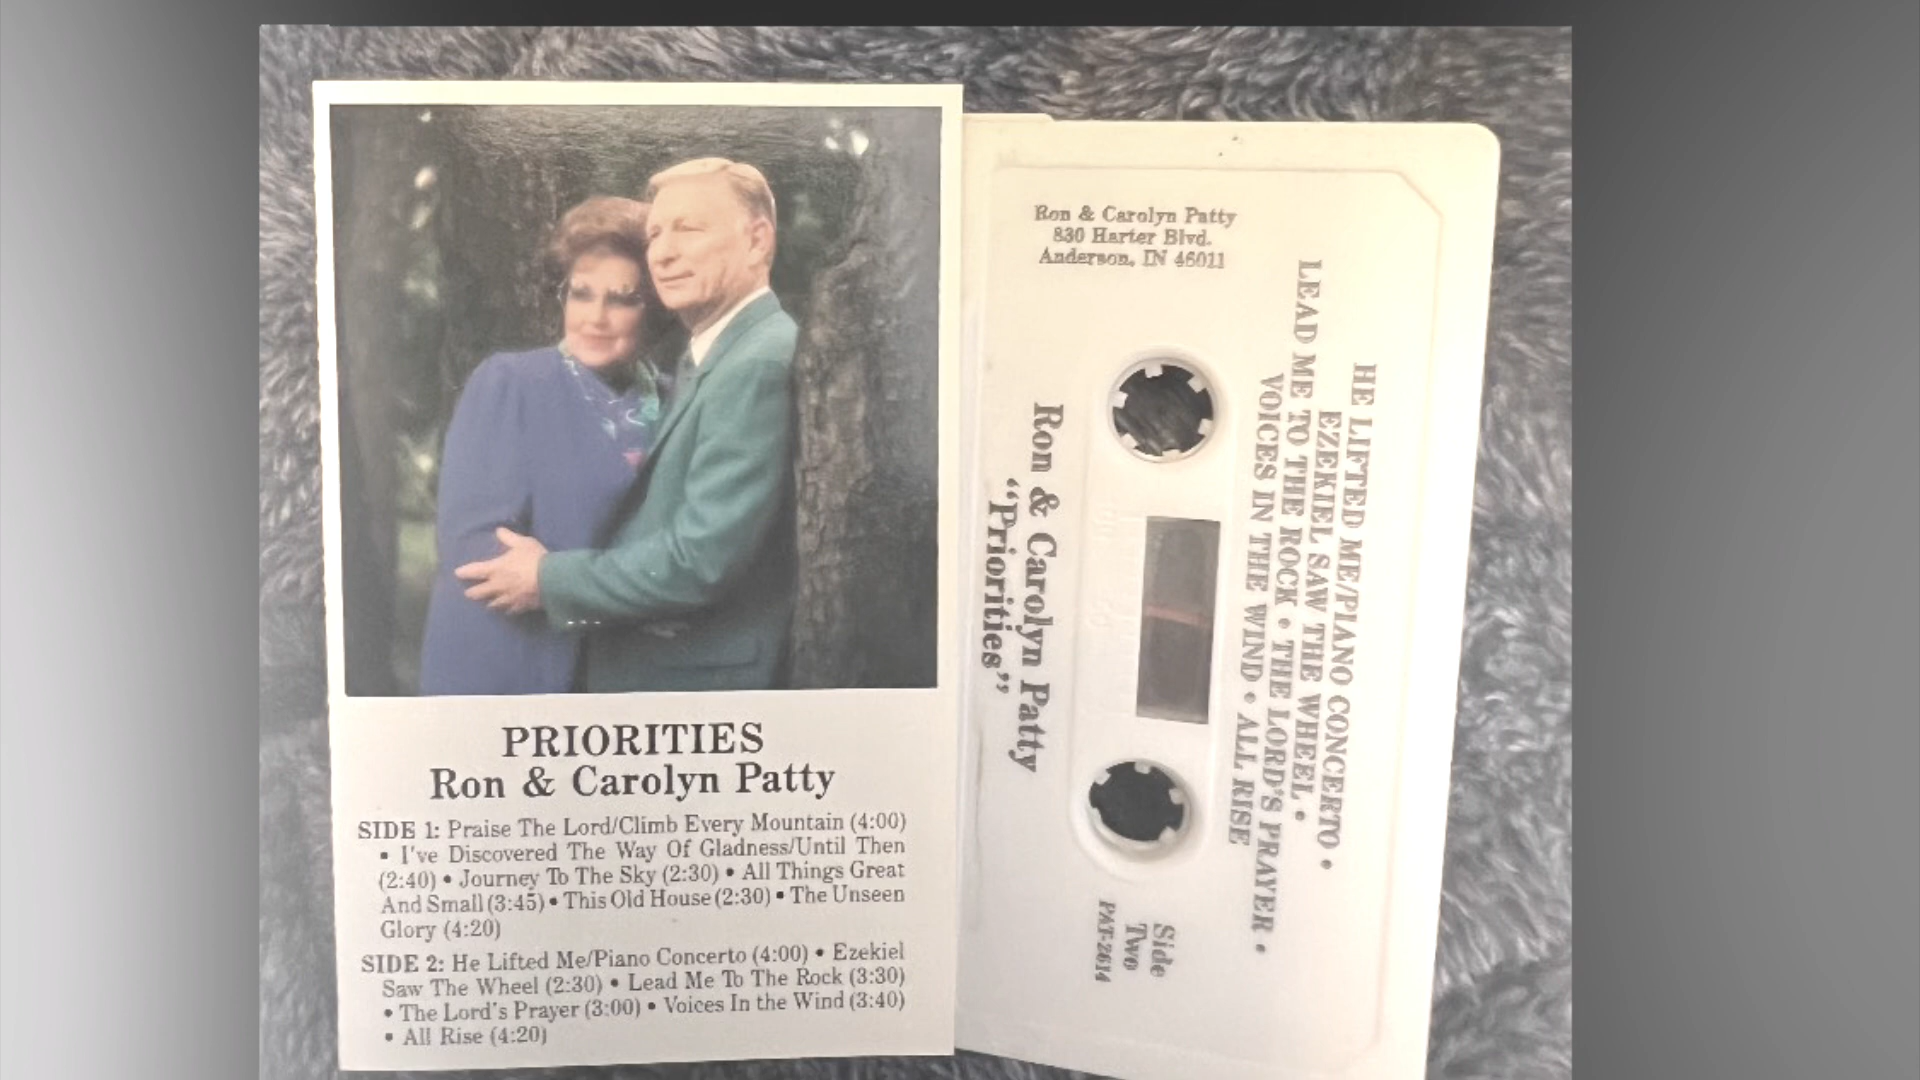 PRIORITIES
Ron & Carolyn Patty
SIDE 1: Praise The Lord/Climb Every Mountain (4:00)
• I've Discovered The Way Of Gladness/Until Then
(2:40) • Journey To The Sky (2:30) • All Things Great
And Small (3:45) • This Old House (2:30) • The Unseen
Glory (4:20)
SIDE 2: He Lifted Me/Piano Concerto (4:00) • Ezekiel
Saw The Wheel (2:30) • Lead Me To The Rock (3:30)
• The Lord's Prayer (3:00) • Voices In the Wind (3:40)
• All Rise (4:20)
Ron & Carolyn Patty
830 Harter Blvd.
Anderson, IN 46011
HE LIFTED ME/PIANO CONCERTO •
EZEKIEL SAW THE WHEEL •
LEAD ME TO THE ROCK • THE LORD'S PRAYER •
VOICES IN THE WIND • ALL RISE
Ron & Carolyn Patty
"Priorities"
Side
Two
PAT-2614